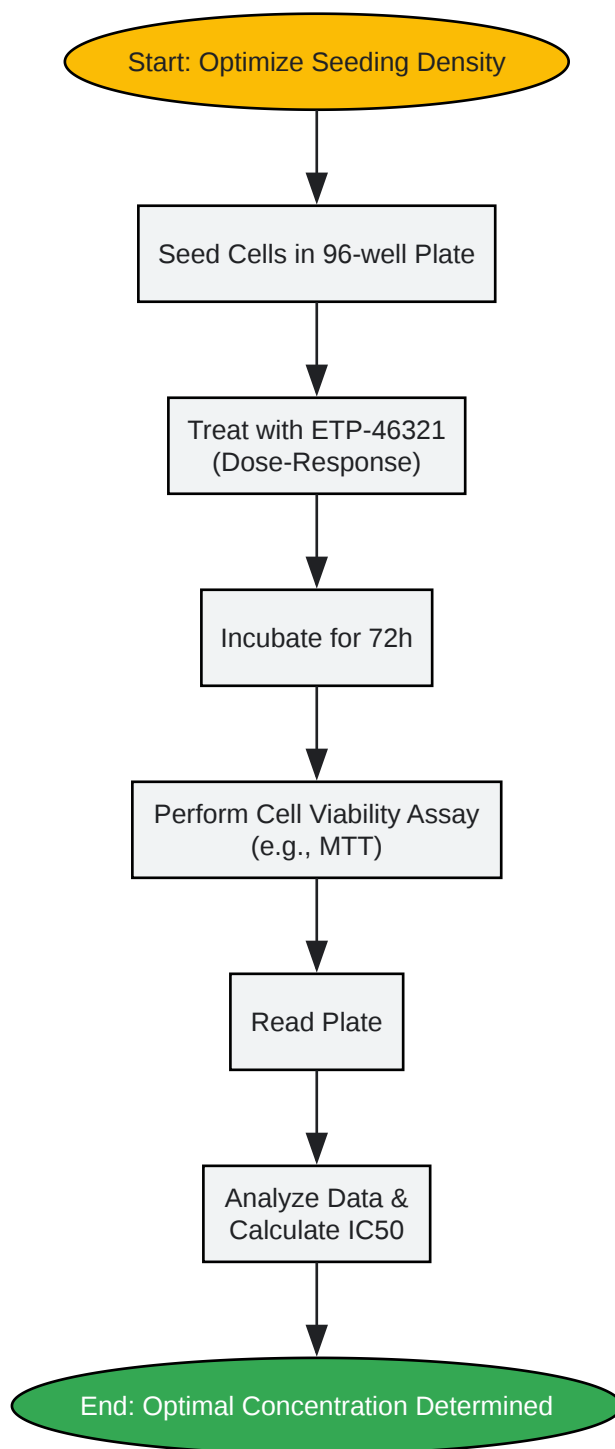 Start: Optimize Seeding Density
Seed Cells in 96-well Plate
Treat with ETP-46321
(Dose-Response)
Incubate for 72h
Perform Cell Viability Assay
(e.g., MTT)
Read Plate
Analyze Data &
Calculate IC50
End: Optimal Concentration Determined